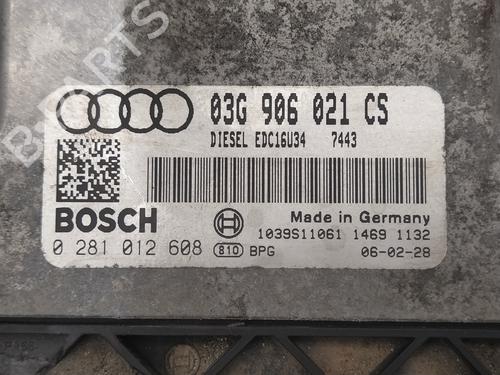 03G 906 021 CS
DIESEL EDC16U34 7443
BOSCH
Made in Germany
0 281 012 608
810
BPG
1039S11061 1469 1132
06-02-28